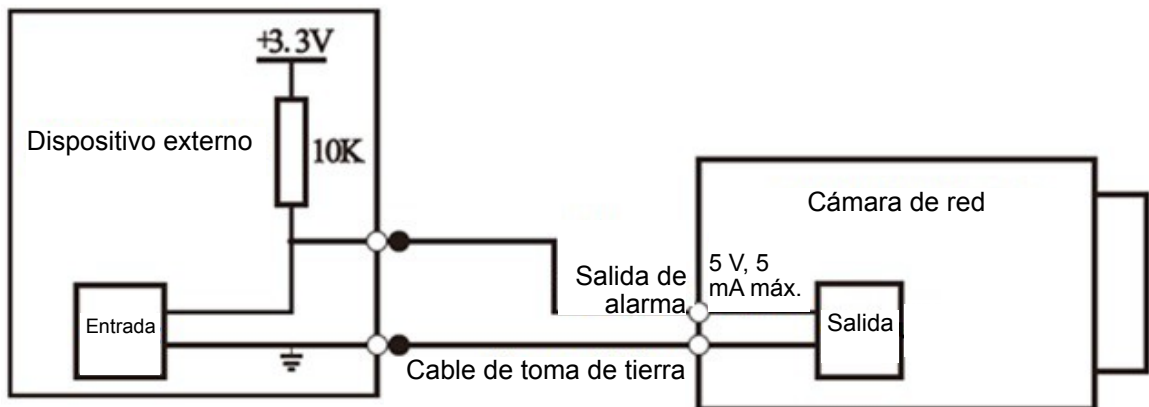 +3.3V
Dispositivo externo
10K
Cámara de red
Salida de
alarma
5 V, 5
mA máx.
Entrada
Salida
Cable de toma de tierra